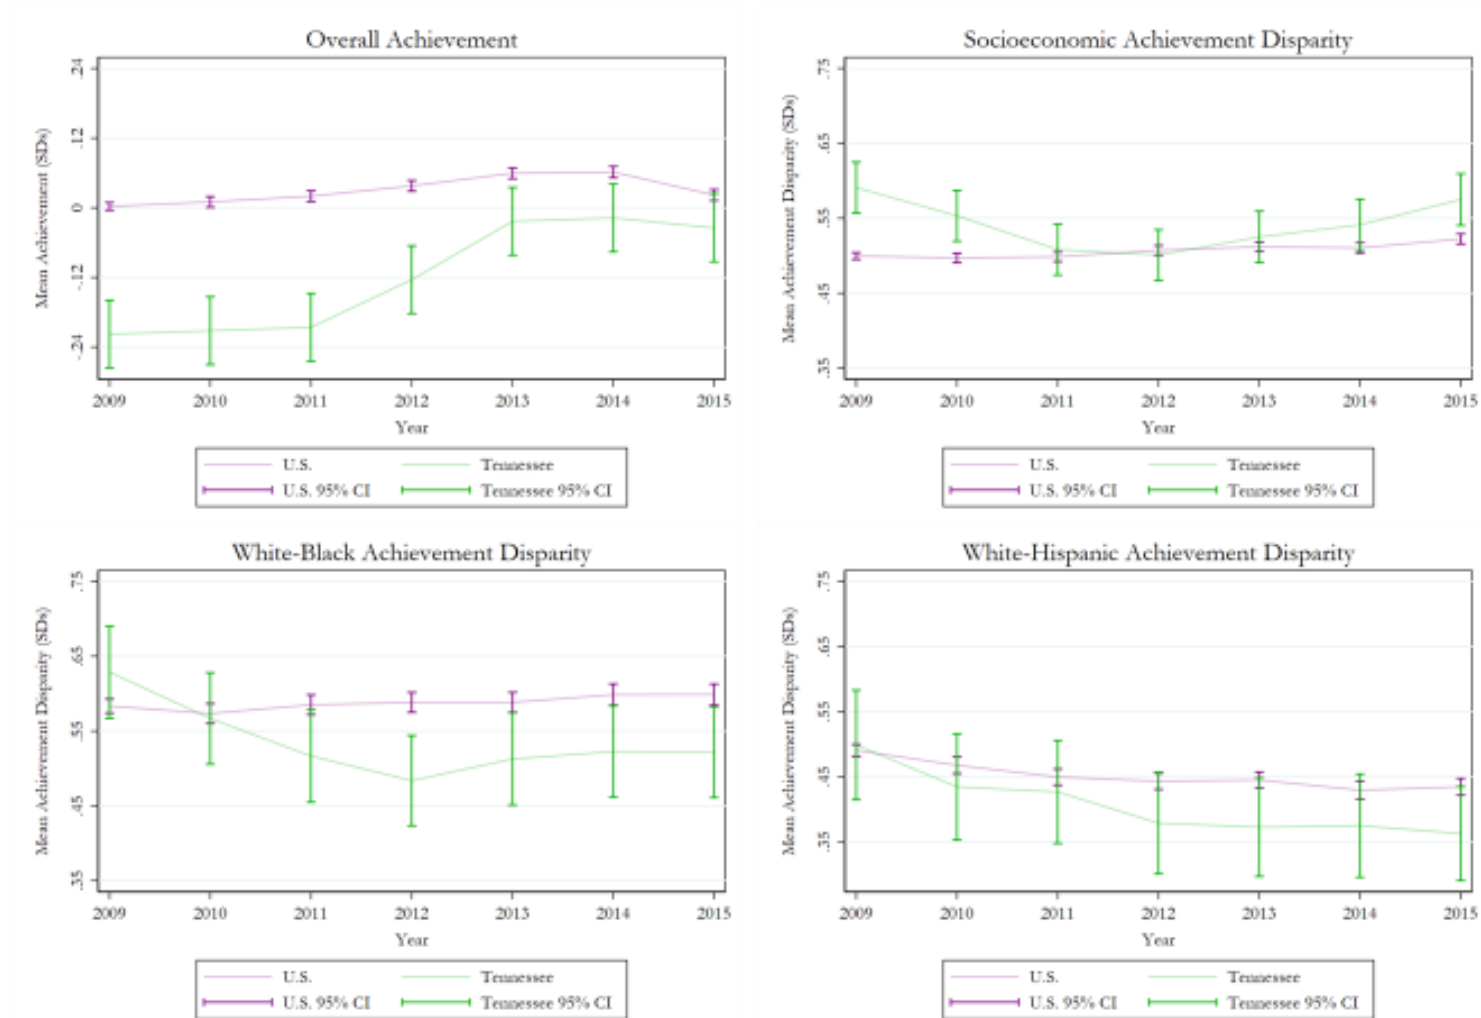 Overall Achievement
Mean Achievement (SDs)
.24
.12
0
-.12
-.24
2009 2010 2011 2012 2013 2014 2015
Year
U.S. Tennessee
U.S. 95% CI Tennessee 95% CI
Socioeconomic Achievement Disparity
Mean Achievement Disparity (SDs)
.75
.65
.55
.45
.35
2009 2010 2011 2012 2013 2014 2015
Year
U.S. Tennessee
U.S. 95% CI Tennessee 95% CI
White-Black Achievement Disparity
Mean Achievement Disparity (SDs)
.75
.65
.55
.45
.35
2009 2010 2011 2012 2013 2014 2015
Year
U.S. Tennessee
U.S. 95% CI Tennessee 95% CI
White-Hispanic Achievement Disparity
Mean Achievement Disparity (SDs)
.75
.65
.55
.45
.35
2009 2010 2011 2012 2013 2014 2015
Year
U.S. Tennessee
U.S. 95% CI Tennessee 95% CI